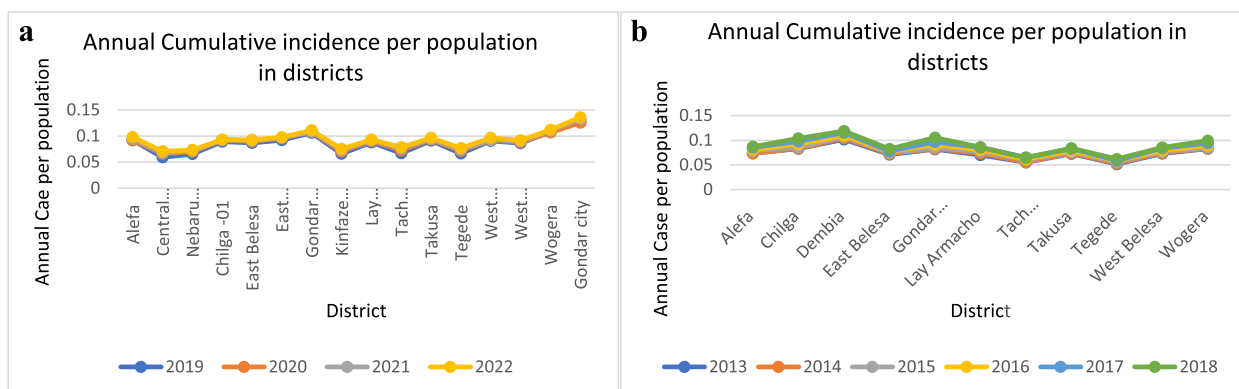 a
Annual Cumulative incidence per population
in districts
Annual Cae per population
0.15
0.1
0.05
0
Alefa
Central…
Nebaru…
Chilga -01
East Belesa
East…
Gondar…
Kinfaze…
Lay…
Tach…
Takusa
Tegede
West…
West…
Wogera
Gondar city
District
2019
2020
2021
2022
b
Annual Cumulative incidence per population in
districts
Annual Case per population
0.15
0.1
0.05
0
Alefa
Chilga
Dembia
East Belesa
Gondar…
Lay Armacho
Tach…
Takusa
Tegede
West Belesa
Wogera
District
2013
2014
2015
2016
2017
2018